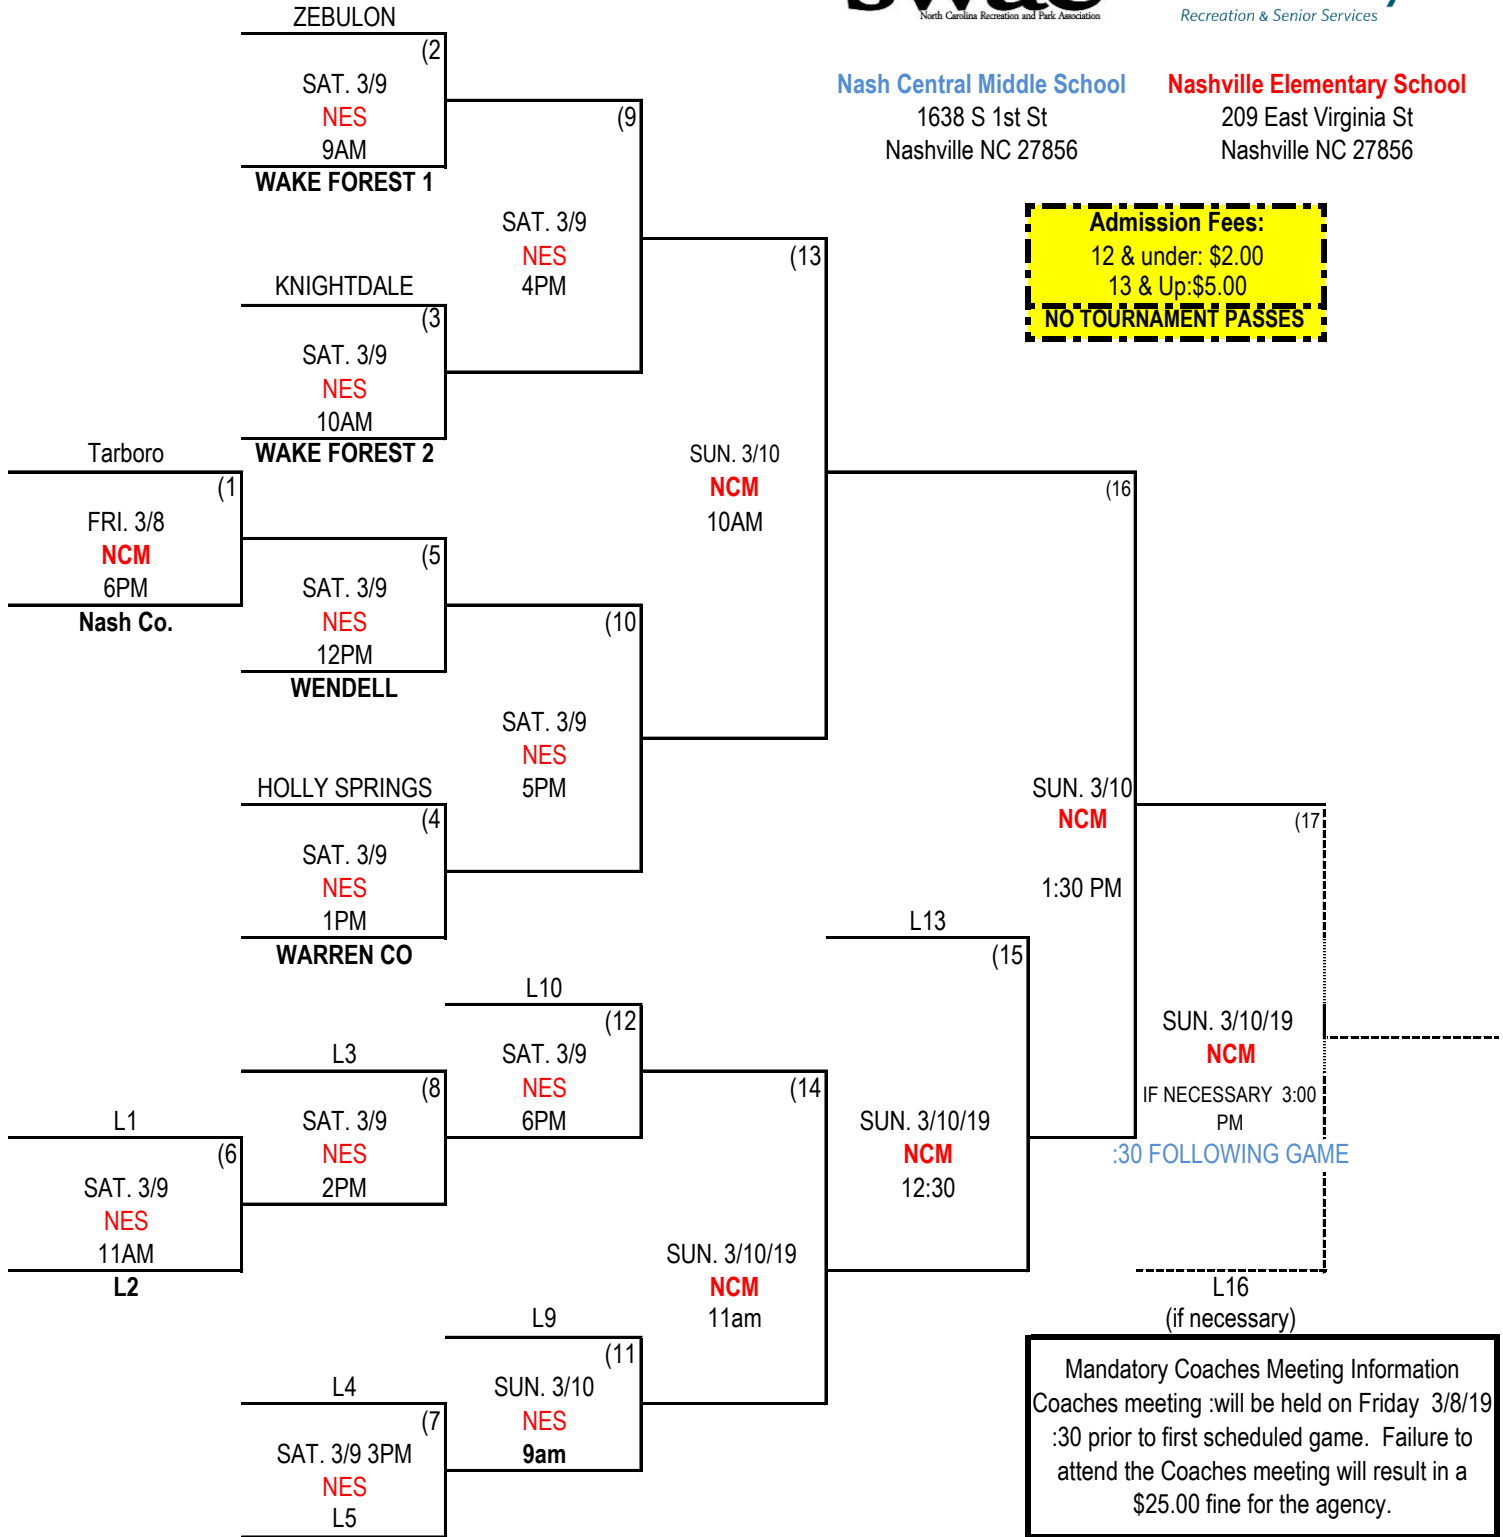 ZEBULON
(2
SAT. 3/9
NES
9AM
WAKE FOREST 1
North Carolina Recreation and Park Association
Recreation & Senior Services
Nash Central Middle School
1638 S 1st St
Nashville NC 27856
Nashville Elementary School
209 East Virginia St
Nashville NC 27856
Admission Fees:
12 & under: $2.00
13 & Up:$5.00
NO TOURNAMENT PASSES
(9
SAT. 3/9
NES
4PM
KNIGHTDALE
(3
SAT. 3/9
NES
10AM
WAKE FOREST 2
(13
SUN. 3/10
NCM
10AM
Tarboro
(1
FRI. 3/8
NCM
6PM
Nash Co.
(5
SAT. 3/9
NES
12PM
WENDELL
(10
SAT. 3/9
NES
5PM
HOLLY SPRINGS
(4
SAT. 3/9
NES
1PM
WARREN CO
(16
SUN. 3/10
NCM
1:30 PM
(17
SUN. 3/10/19
NCM
IF NECESSARY 3:00
PM
:30 FOLLOWING GAME
L16
(if necessary)
L13
(15
SUN. 3/10/19
NCM
12:30
L10
(12
SAT. 3/9
NES
6PM
L3
(8
SAT. 3/9
NES
2PM
L1
(6
SAT. 3/9
NES
11AM
L2
(14
SUN. 3/10/19
NCM
11am
L9
(11
SUN. 3/10
NES
9am
L4
(7
SAT. 3/9 3PM
NES
L5
Mandatory Coaches Meeting Information
Coaches meeting :will be held on Friday 3/8/19
:30 prior to first scheduled game. Failure to
attend the Coaches meeting will result in a
$25.00 fine for the agency.